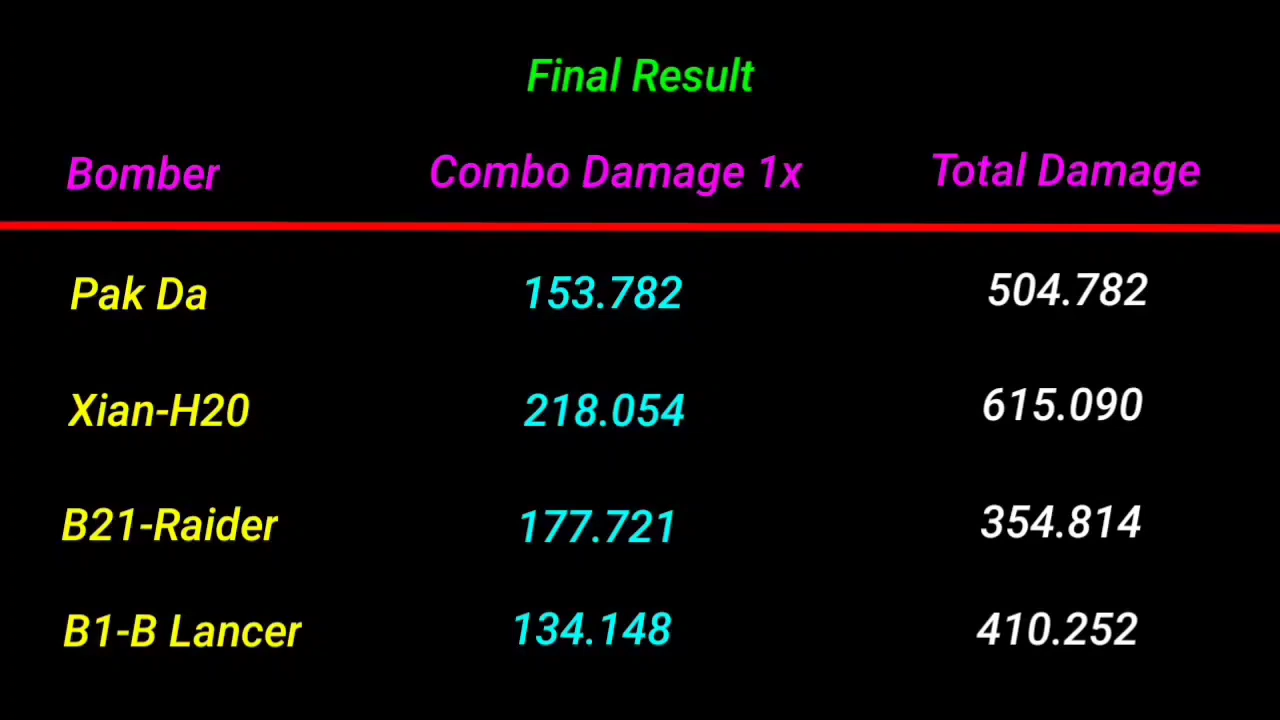 Final Result
Bomber Combo Damage 1x Total Damage
Pak Da 153.782 504.782
Xian-H20 218.054 615.090
B21-Raider 177.721 354.814
B1-B Lancer 134.148 410.252